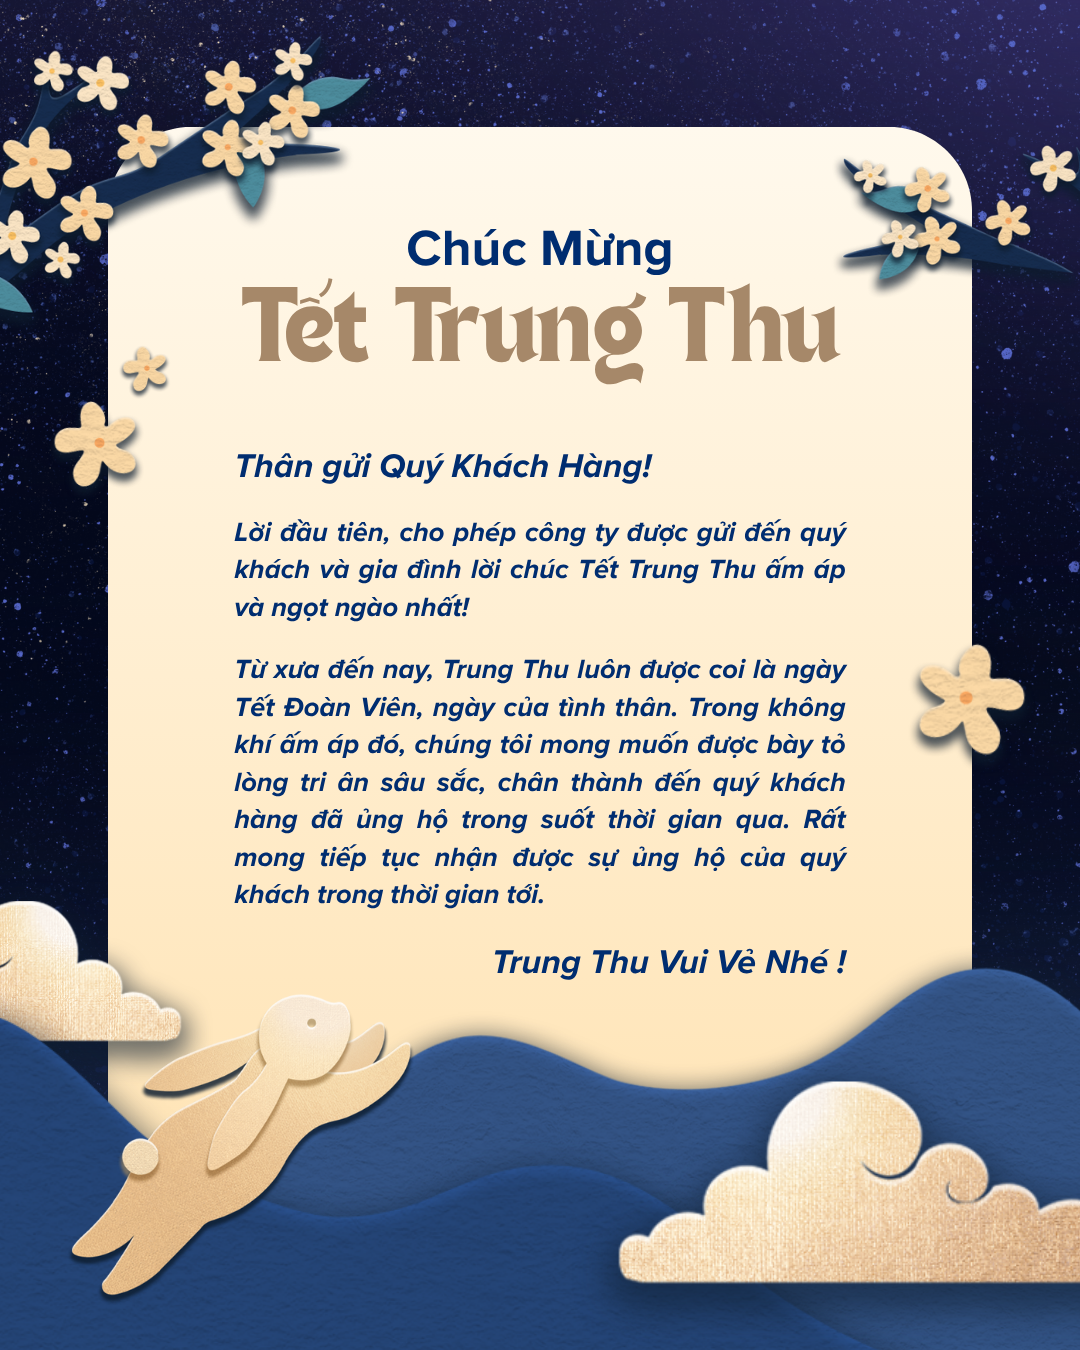 Chúc Mừng
Tết Trung Thu
Thân gửi Quý Khách Hàng!
Lời đầu tiên, cho phép công ty được gửi đến quý
khách và gia đình lời chúc Tết Trung Thu ấm áp
và ngọt ngào nhất!
Từ xưa đến nay, Trung Thu luôn được coi là ngày
Tết Đoàn Viên, ngày của tình thân. Trong không
khí ấm áp đó, chúng tôi mong muốn được bày tỏ
lòng tri ân sâu sắc, chân thành đến quý khách
hàng đã ủng hộ trong suốt thời gian qua. Rất
mong tiếp tục nhận được sự ủng hộ của quý
khách trong thời gian tới.
Trung Thu Vui Vẻ Nhé !